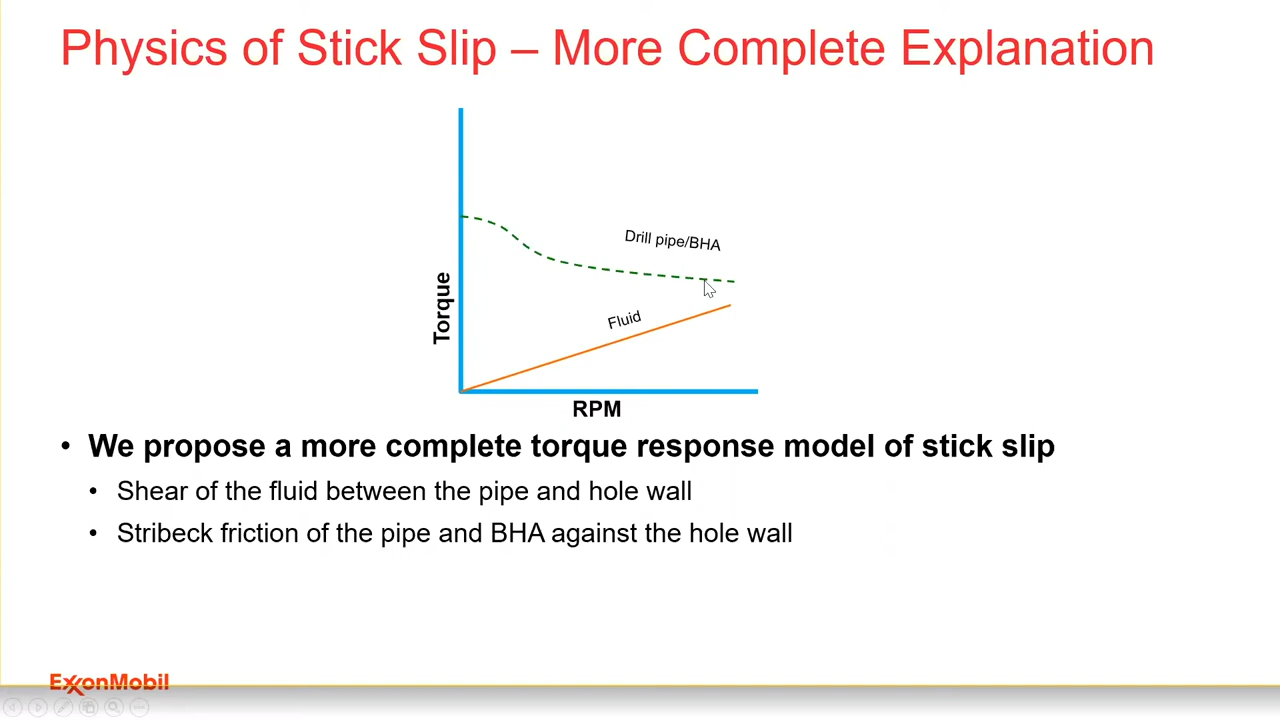 Physics of Stick Slip – More Complete Explanation
Drill pipe/BHA
Torque
Fluid
RPM
• We propose a more complete torque response model of stick slip
• Shear of the fluid between the pipe and hole wall
• Stribeck friction of the pipe and BHA against the hole wall
ExxonMobil